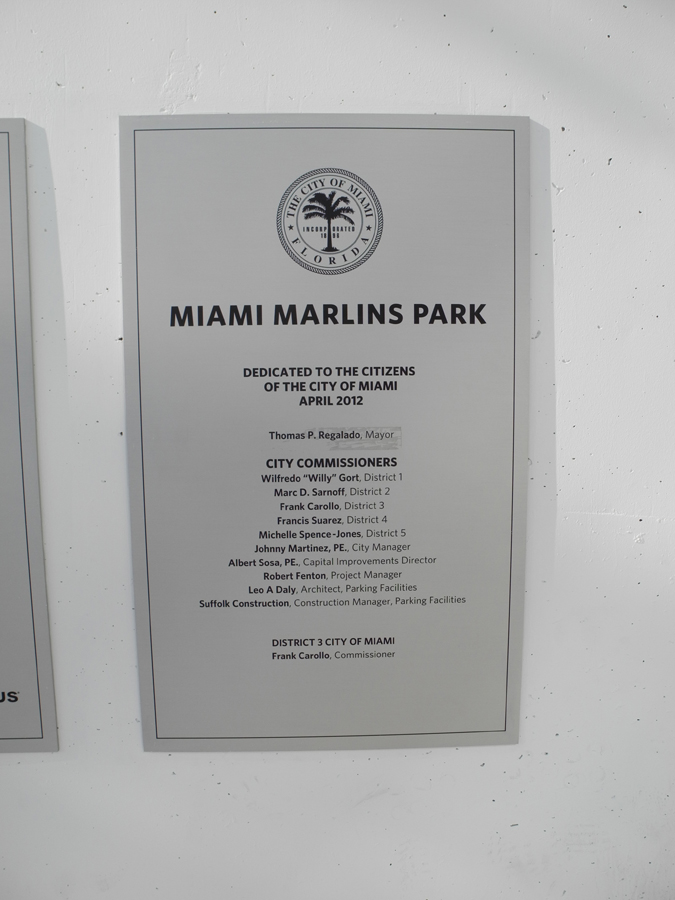 THE CITY OF MIAMI
INCORPORATED
18 96
FLORIDA
MIAMI MARLINS PARK
DEDICATED TO THE CITIZENS
OF THE CITY OF MIAMI
APRIL 2012
Thomas P. Regalado, Mayor
CITY COMMISSIONERS
Wilfredo "Willy" Gort, District 1
Marc D. Sarnoff, District 2
Frank Carollo, District 3
Francis Suarez, District 4
Michelle Spence-Jones, District 5
Johnny Martinez, PE., City Manager
Albert Sosa, PE., Capital Improvements Director
Robert Fenton, Project Manager
Leo A Daly, Architect, Parking Facilities
Suffolk Construction, Construction Manager, Parking Facilities
DISTRICT 3 CITY OF MIAMI
Frank Carollo, Commissioner